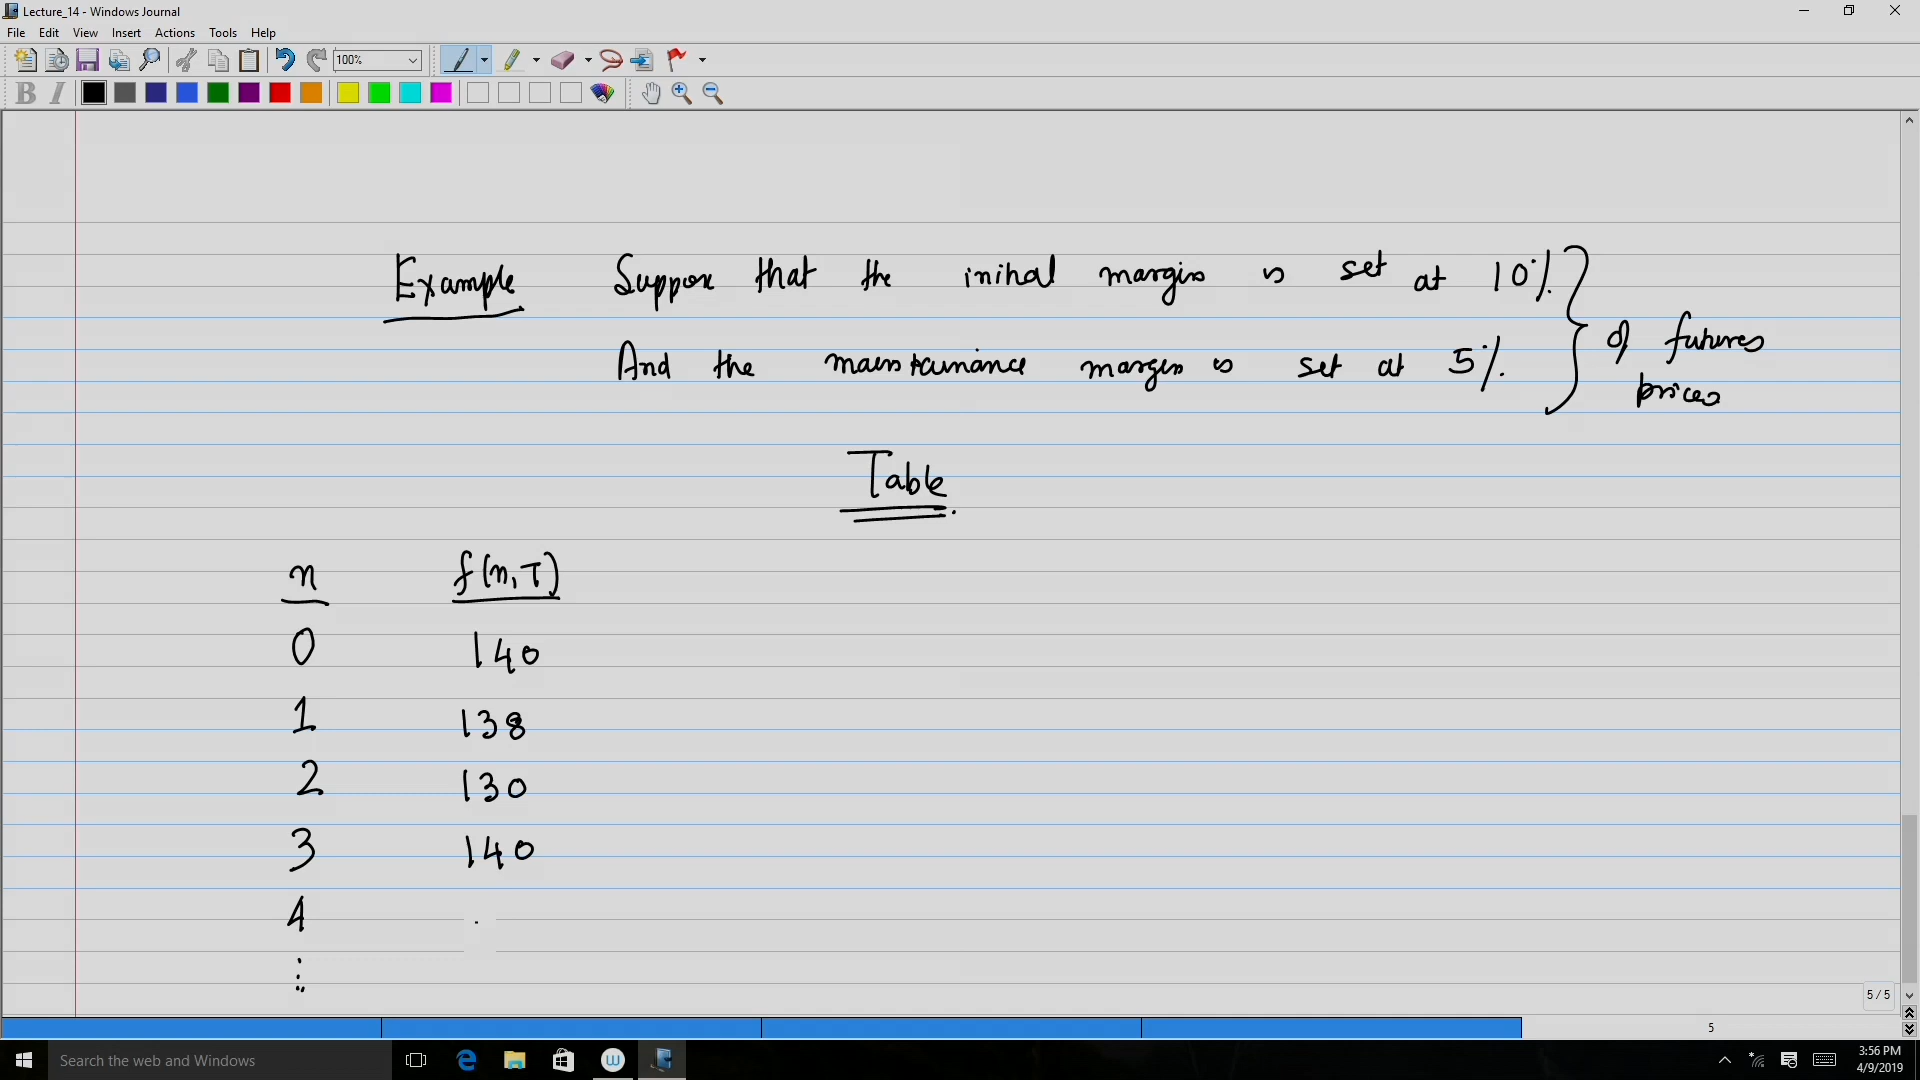 Lecture_14 - Windows Journal
File Edit View Insert Actions Tools Help
100%
B I
Example Suppose that the initial margin is set at 10%
And the maintainance margin is set at 5%
of futures
prices
Table
n f(n,T)
0 140
1 138
2 130
3 140
4 .
⋮
5 / 5
5
Search the web and Windows
3:56 PM
4/9/2019